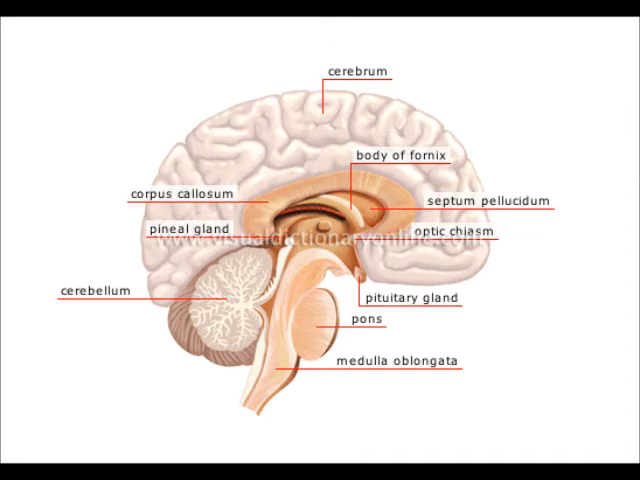 cerebrum
body of fornix
corpus callosum
septum pellucidum
pineal gland
optic chiasm
www.visualdictionaryonline.com
cerebellum
pituitary gland
pons
medulla oblongata